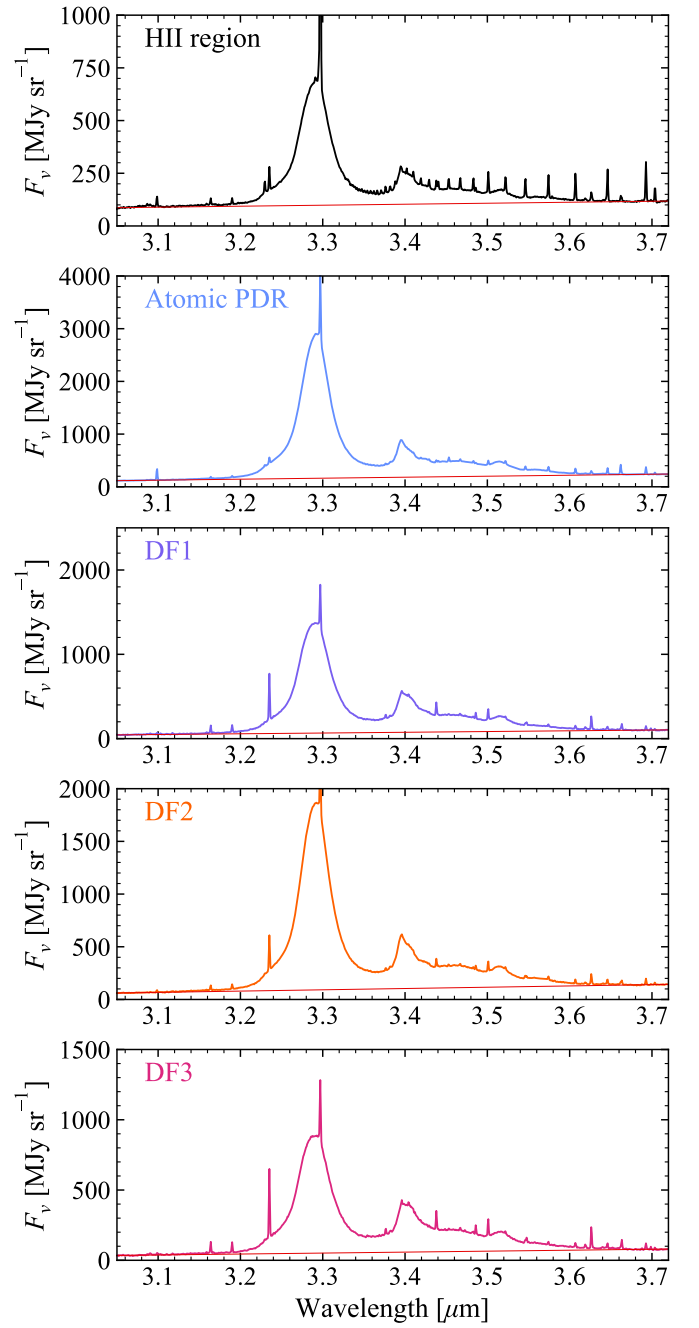 HII region
F_ν [MJy sr⁻¹]
1000
750
500
250
0
3.1 3.2 3.3 3.4 3.5 3.6 3.7
Atomic PDR
F_ν [MJy sr⁻¹]
4000
3000
2000
1000
0
3.1 3.2 3.3 3.4 3.5 3.6 3.7
DF1
F_ν [MJy sr⁻¹]
2000
1000
0
3.1 3.2 3.3 3.4 3.5 3.6 3.7
DF2
F_ν [MJy sr⁻¹]
2000
1500
1000
500
0
3.1 3.2 3.3 3.4 3.5 3.6 3.7
DF3
F_ν [MJy sr⁻¹]
1500
1000
500
0
3.1 3.2 3.3 3.4 3.5 3.6 3.7
Wavelength [μm]